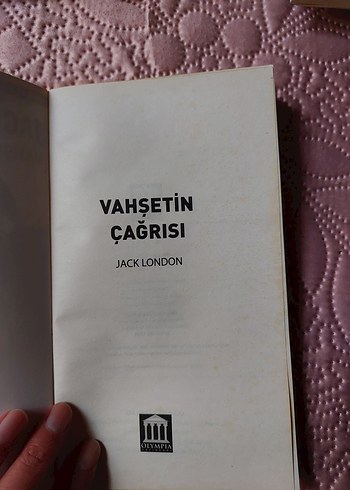 VAHŞETİN
ÇAĞRISI
JACK LONDON
OLYMPIA